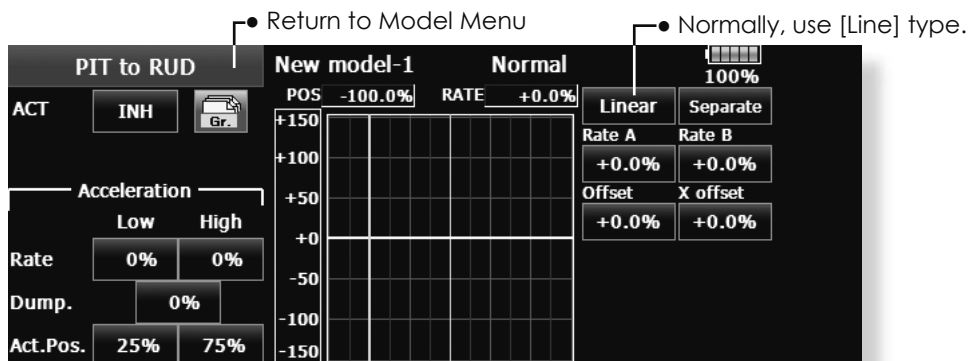 Return to Model Menu
Normally, use [Line] type.
PIT to RUD
New model-1 Normal
100%
ACT INH Gr.
POS -100.0% RATE +0.0%
Linear Separate
Rate A Rate B
+0.0% +0.0%
Offset X offset
+0.0% +0.0%
+150
+100
+50
+0
-50
-100
-150
Acceleration
Low High
Rate 0% 0%
Dump. 0%
Act.Pos. 25% 75%